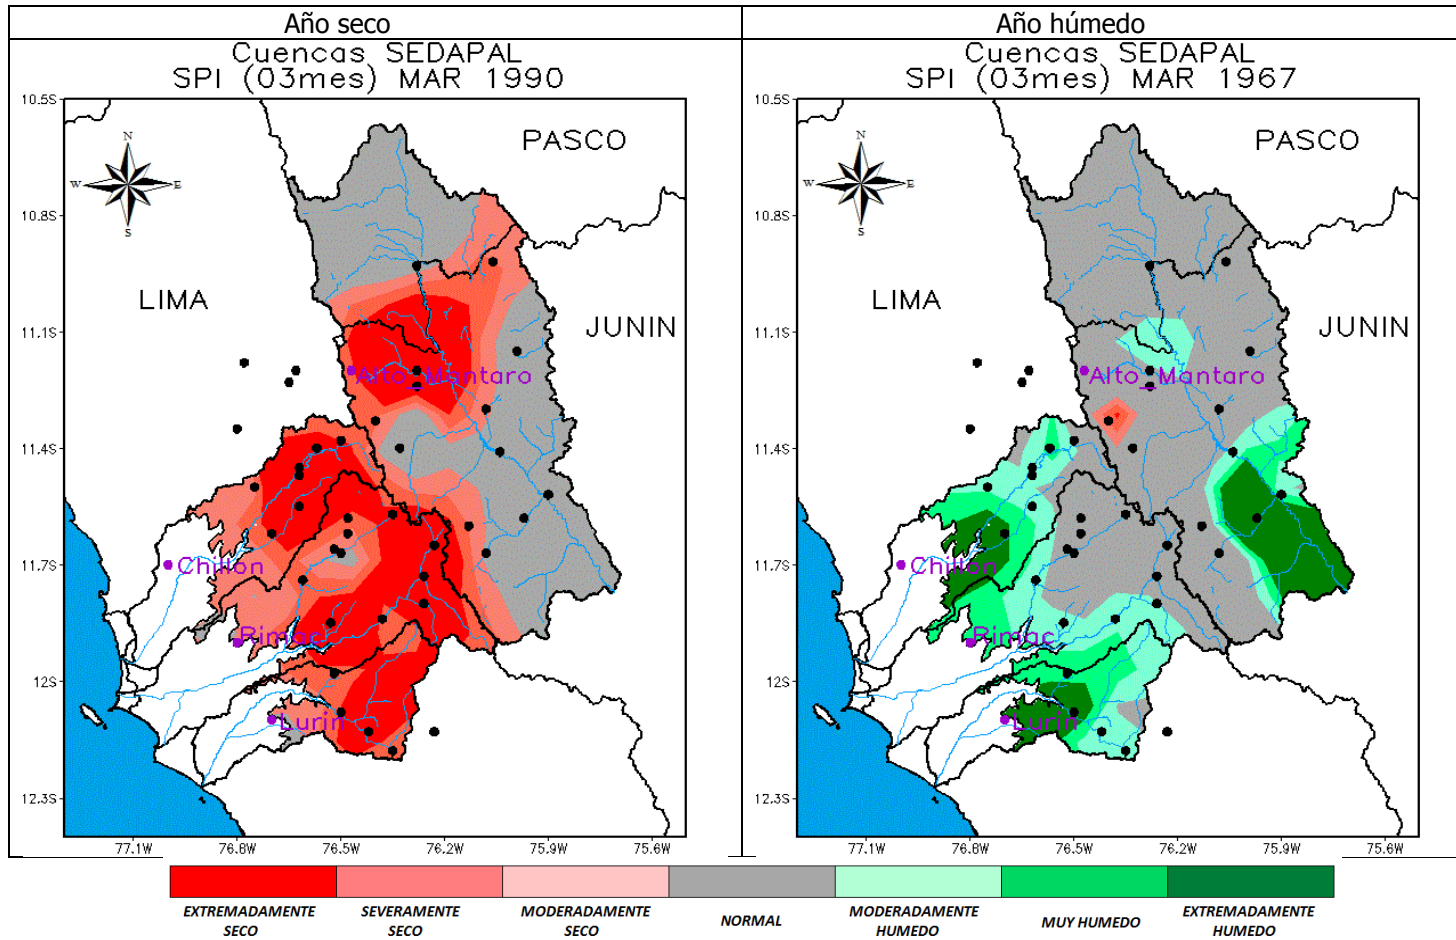 Año seco
Año húmedo
Cuencas SEDAPAL
SPI (03mes) MAR 1990
Cuencas SEDAPAL
SPI (03mes) MAR 1967
10.5S
10.8S
11.1S
11.4S
11.7S
12S
12.3S
77.1W
76.8W
76.5W
76.2W
75.9W
75.6W
N
W
E
S
PASCO
LIMA
JUNIN
Alto_Mantaro
Chillon
Rimac
Lurin
10.5S
10.8S
11.1S
11.4S
11.7S
12S
12.3S
77.1W
76.8W
76.5W
76.2W
75.9W
75.6W
N
W
E
S
PASCO
LIMA
JUNIN
Alto_Mantaro
Chillon
Rimac
Lurin
EXTREMADAMENTE
SECO
SEVERAMENTE
SECO
MODERADAMENTE
SECO
NORMAL
MODERADAMENTE
HUMEDO
MUY HUMEDO
EXTREMADAMENTE
HUMEDO